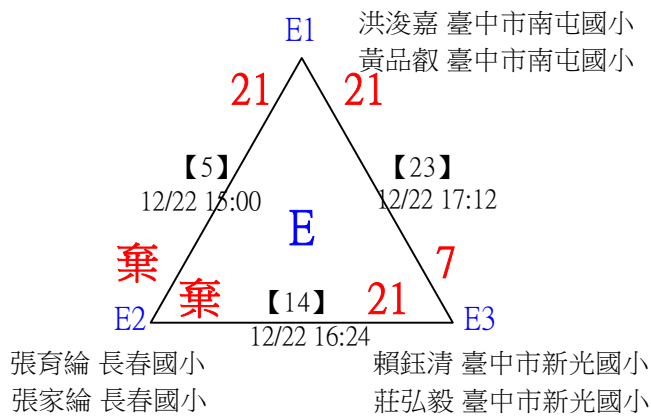 E1
洪浚嘉 臺中市南屯國小
黃品叡 臺中市南屯國小
21 21
【5】 【23】
12/22 15:00 12/22 17:12
E
棄 7
棄 【14】 21
E2 E3
12/22 16:24
張育綸 長春國小 賴鈺清 臺中市新光國小
張家綸 長春國小 莊弘毅 臺中市新光國小